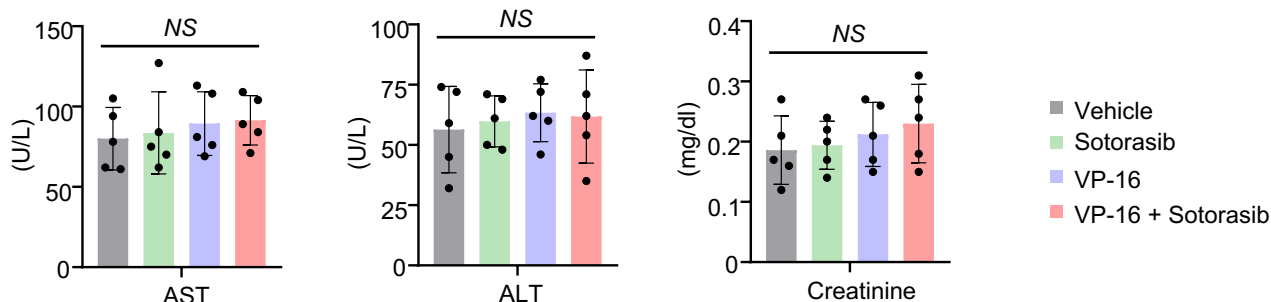 NS
150
100
50
0
(U/L)
AST
NS
100
75
50
25
0
(U/L)
ALT
NS
0.4
0.3
0.2
0.1
0
(mg/dl)
Creatinine
Vehicle
Sotorasib
VP-16
VP-16 + Sotorasib